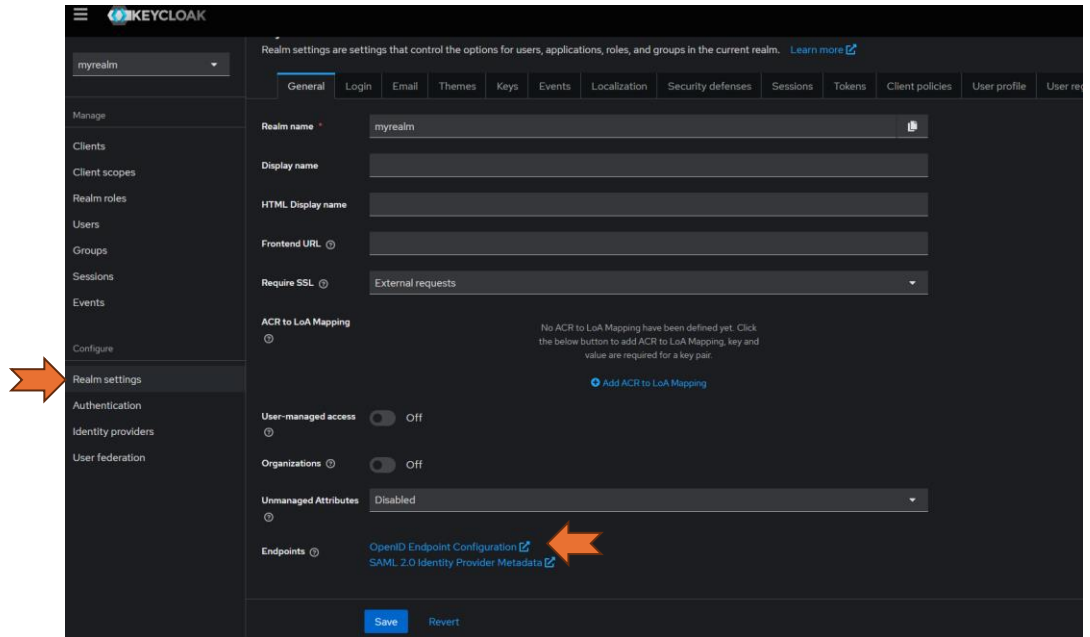 KEYCLOAK
myrealm
Manage
Clients
Client scopes
Realm roles
Users
Groups
Sessions
Events
Configure
Realm settings
Authentication
Identity providers
User federation
Realm settings are settings that control the options for users, applications, roles, and groups in the current realm. Learn more
General Login Email Themes Keys Events Localization Security defenses Sessions Tokens Client policies User profile User
Realm name * myrealm
Display name
HTML Display name
Frontend URL
Require SSL External requests
ACR to LoA Mapping
No ACR to LoA Mapping have been defined yet. Click
the below button to add ACR to LoA Mapping, key and
value are required for a key pair.
Add ACR to LoA Mapping
User-managed access Off
Organizations Off
Unmanaged Attributes Disabled
Endpoints OpenID Endpoint Configuration
SAML 2.0 Identity Provider Metadata
Save Revert